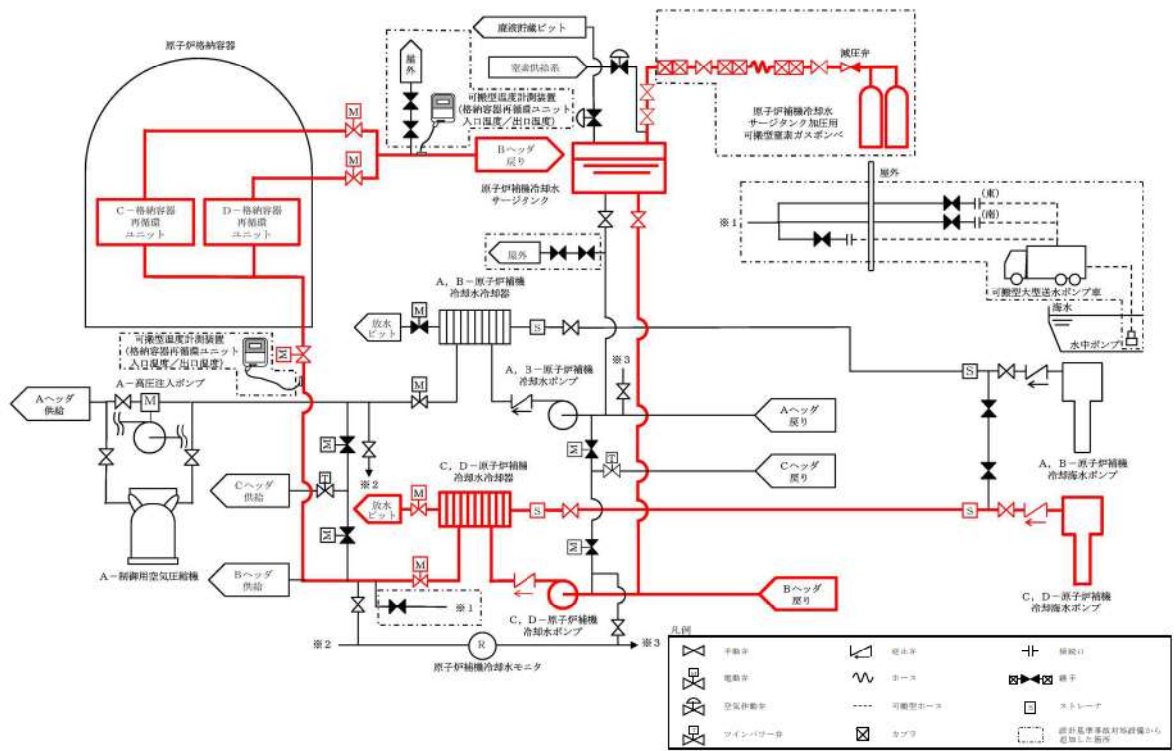 原子炉格納容器
屋外
可搬型温度計測装置
(格納容器再循環ユニット
入口温度/出口温度)
廃液貯蔵ピット
窒素供給系
減圧弁
原子炉補機冷却水
サージタンク加圧用
可搬型窒素ガスボンベ
M
M
Bヘッダ
戻り
原子炉補機冷却水
サージタンク
C-格納容器
再循環
ユニット
D-格納容器
再循環
ユニット
屋外
※1
(東)
(南)
可搬型大型送水ポンプ車
海水
水中ポンプ
屋外
A,B-原子炉補機
冷却水冷却器
放水
ピット
M
S
S
可搬型温度計測装置
(格納容器再循環ユニット
入口温度/出口温度)
M
※3
A,3-原子炉補機
冷却水ポンプ
A-高圧注入ポンプ
Aヘッダ
供給
M
M
Aヘッダ
戻り
A,B-原子炉補機
冷却海水ポンプ
M
※2
M
T
Cヘッダ
戻り
Cヘッダ
供給
T
C,D-原子炉補機
冷却水冷却器
放水
ピット
M
S
S
M
M
A-制御用空気圧縮機
Bヘッダ
供給
M
Bヘッダ
戻り
C,D-原子炉補機
冷却海水ポンプ
※1
C,D-原子炉補機
冷却水ポンプ
※2
R
※3
原子炉補機冷却水モニタ
凡例
手動弁
逆止弁
接続口
M
電動弁
ホース
継手
空気作動弁
可搬型ホース
S
ストレーナ
T
ツインパワー弁
カプラ
設計基準事故対処設備から
追加した箇所